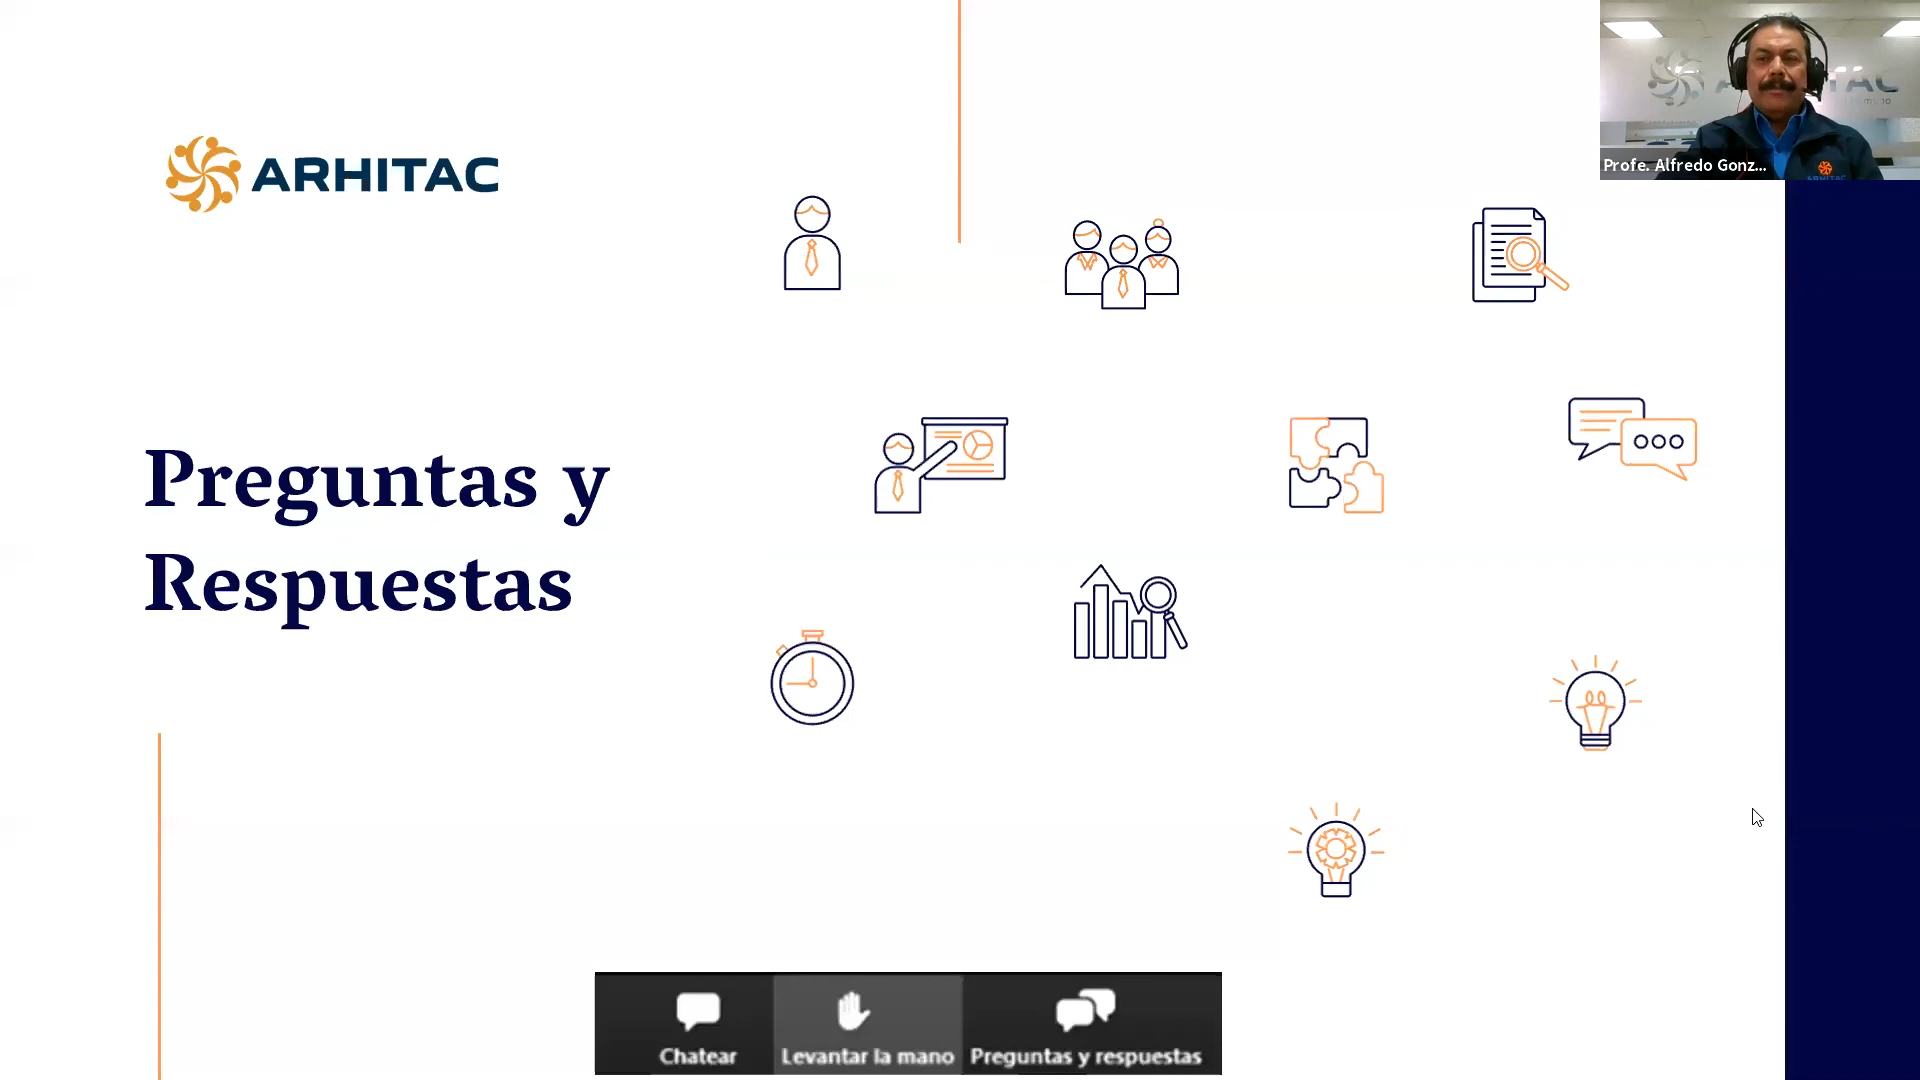 ARHITAC
Profe. Alfredo Gonz...
Preguntas y
Respuestas
Chatear
Levantar la mano
Preguntas y respuestas